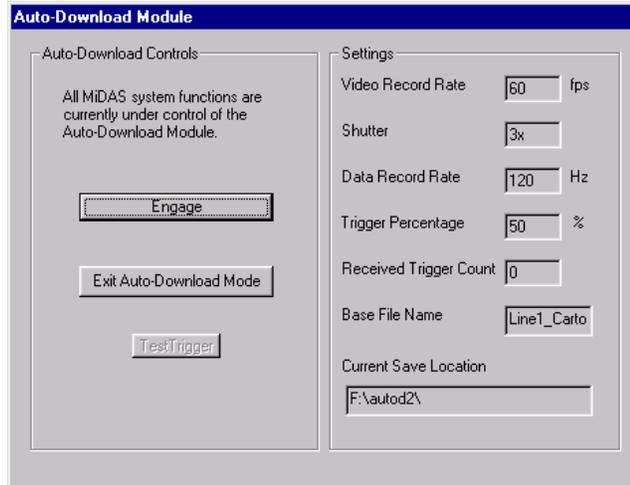 Auto-Download Module
Auto-Download Controls
All MiDAS system functions are
currently under control of the
Auto-Download Module.
Engage
Exit Auto-Download Mode
TestTrigger
Settings
Video Record Rate 60 fps
Shutter 3x
Data Record Rate 120 Hz
Trigger Percentage 50 %
Received Trigger Count 0
Base File Name Line1_Carto
Current Save Location
F:\autod2\